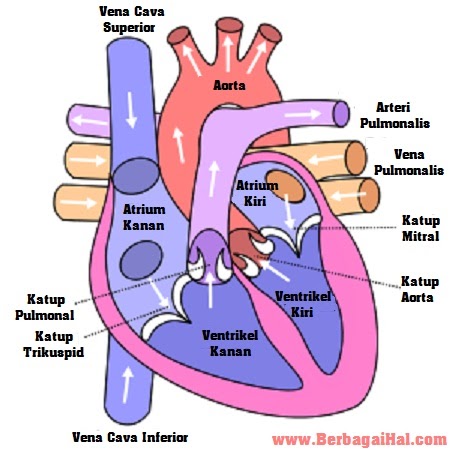 Vena Cava
Superior
Aorta
Arteri
Pulmonalis
Vena
Pulmonalis
Atrium
Kiri
Atrium
Kanan
Katup
Mitral
Katup
Aorta
Katup
Pulmonal
Katup
Trikuspid
Ventrikel
Kiri
Ventrikel
Kanan
Vena Cava Inferior
www.BerbagaiHal.com